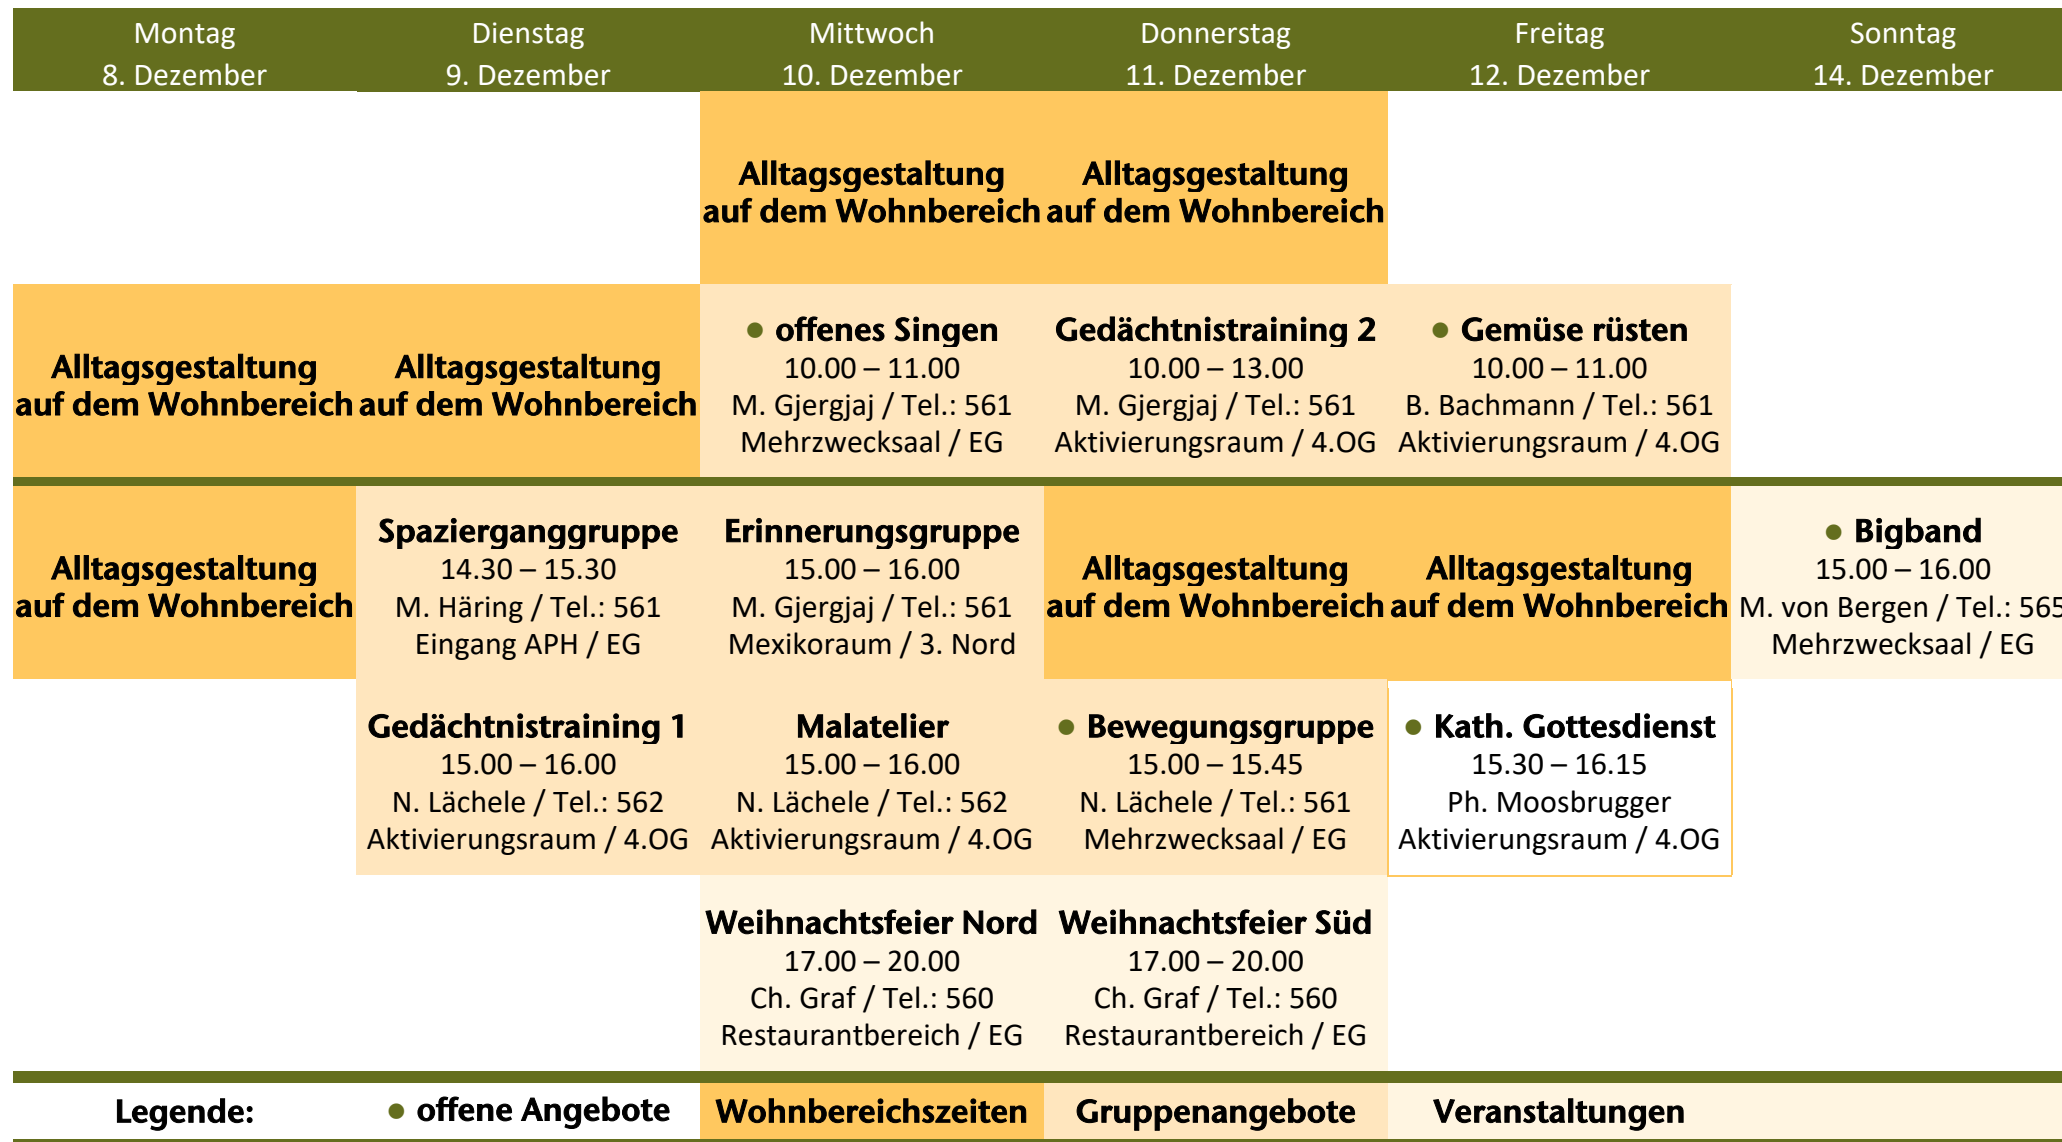 Montag Dienstag Mittwoch Donnerstag Freitag Sonntag
8. Dezember 9. Dezember 10. Dezember 11. Dezember 12. Dezember 14. Dezember
Alltagsgestaltung Alltagsgestaltung
auf dem Wohnbereich auf dem Wohnbereich
Alltagsgestaltung
auf dem Wohnbereich
Alltagsgestaltung
auf dem Wohnbereich
● offenes Singen
10.00 – 11.00
M. Gjergjaj / Tel.: 561
Mehrzwecksaal / EG
Gedächtnistraining 2
10.00 – 13.00
M. Gjergjaj / Tel.: 561
Aktivierungsraum / 4.OG
● Gemüse rüsten
10.00 – 11.00
B. Bachmann / Tel.: 561
Aktivierungsraum / 4.OG
Alltagsgestaltung
auf dem Wohnbereich
Spazierganggruppe
14.30 – 15.30
M. Häring / Tel.: 561
Eingang APH / EG
Erinnerungsgruppe
15.00 – 16.00
M. Gjergjaj / Tel.: 561
Mexikoraum / 3. Nord
Alltagsgestaltung
auf dem Wohnbereich
Alltagsgestaltung
auf dem Wohnbereich
● Bigband
15.00 – 16.00
M. von Bergen / Tel.: 565
Mehrzwecksaal / EG
Gedächtnistraining 1
15.00 – 16.00
N. Lächele / Tel.: 562
Aktivierungsraum / 4.OG
Malatelier
15.00 – 16.00
N. Lächele / Tel.: 562
Aktivierungsraum / 4.OG
● Bewegungsgruppe
15.00 – 15.45
N. Lächele / Tel.: 561
Mehrzwecksaal / EG
● Kath. Gottesdienst
15.30 – 16.15
Ph. Moosbrugger
Aktivierungsraum / 4.OG
Weihnachtsfeier Nord
17.00 – 20.00
Ch. Graf / Tel.: 560
Restaurantbereich / EG
Weihnachtsfeier Süd
17.00 – 20.00
Ch. Graf / Tel.: 560
Restaurantbereich / EG
Legende: ● offene Angebote Wohnbereichszeiten Gruppenangebote Veranstaltungen